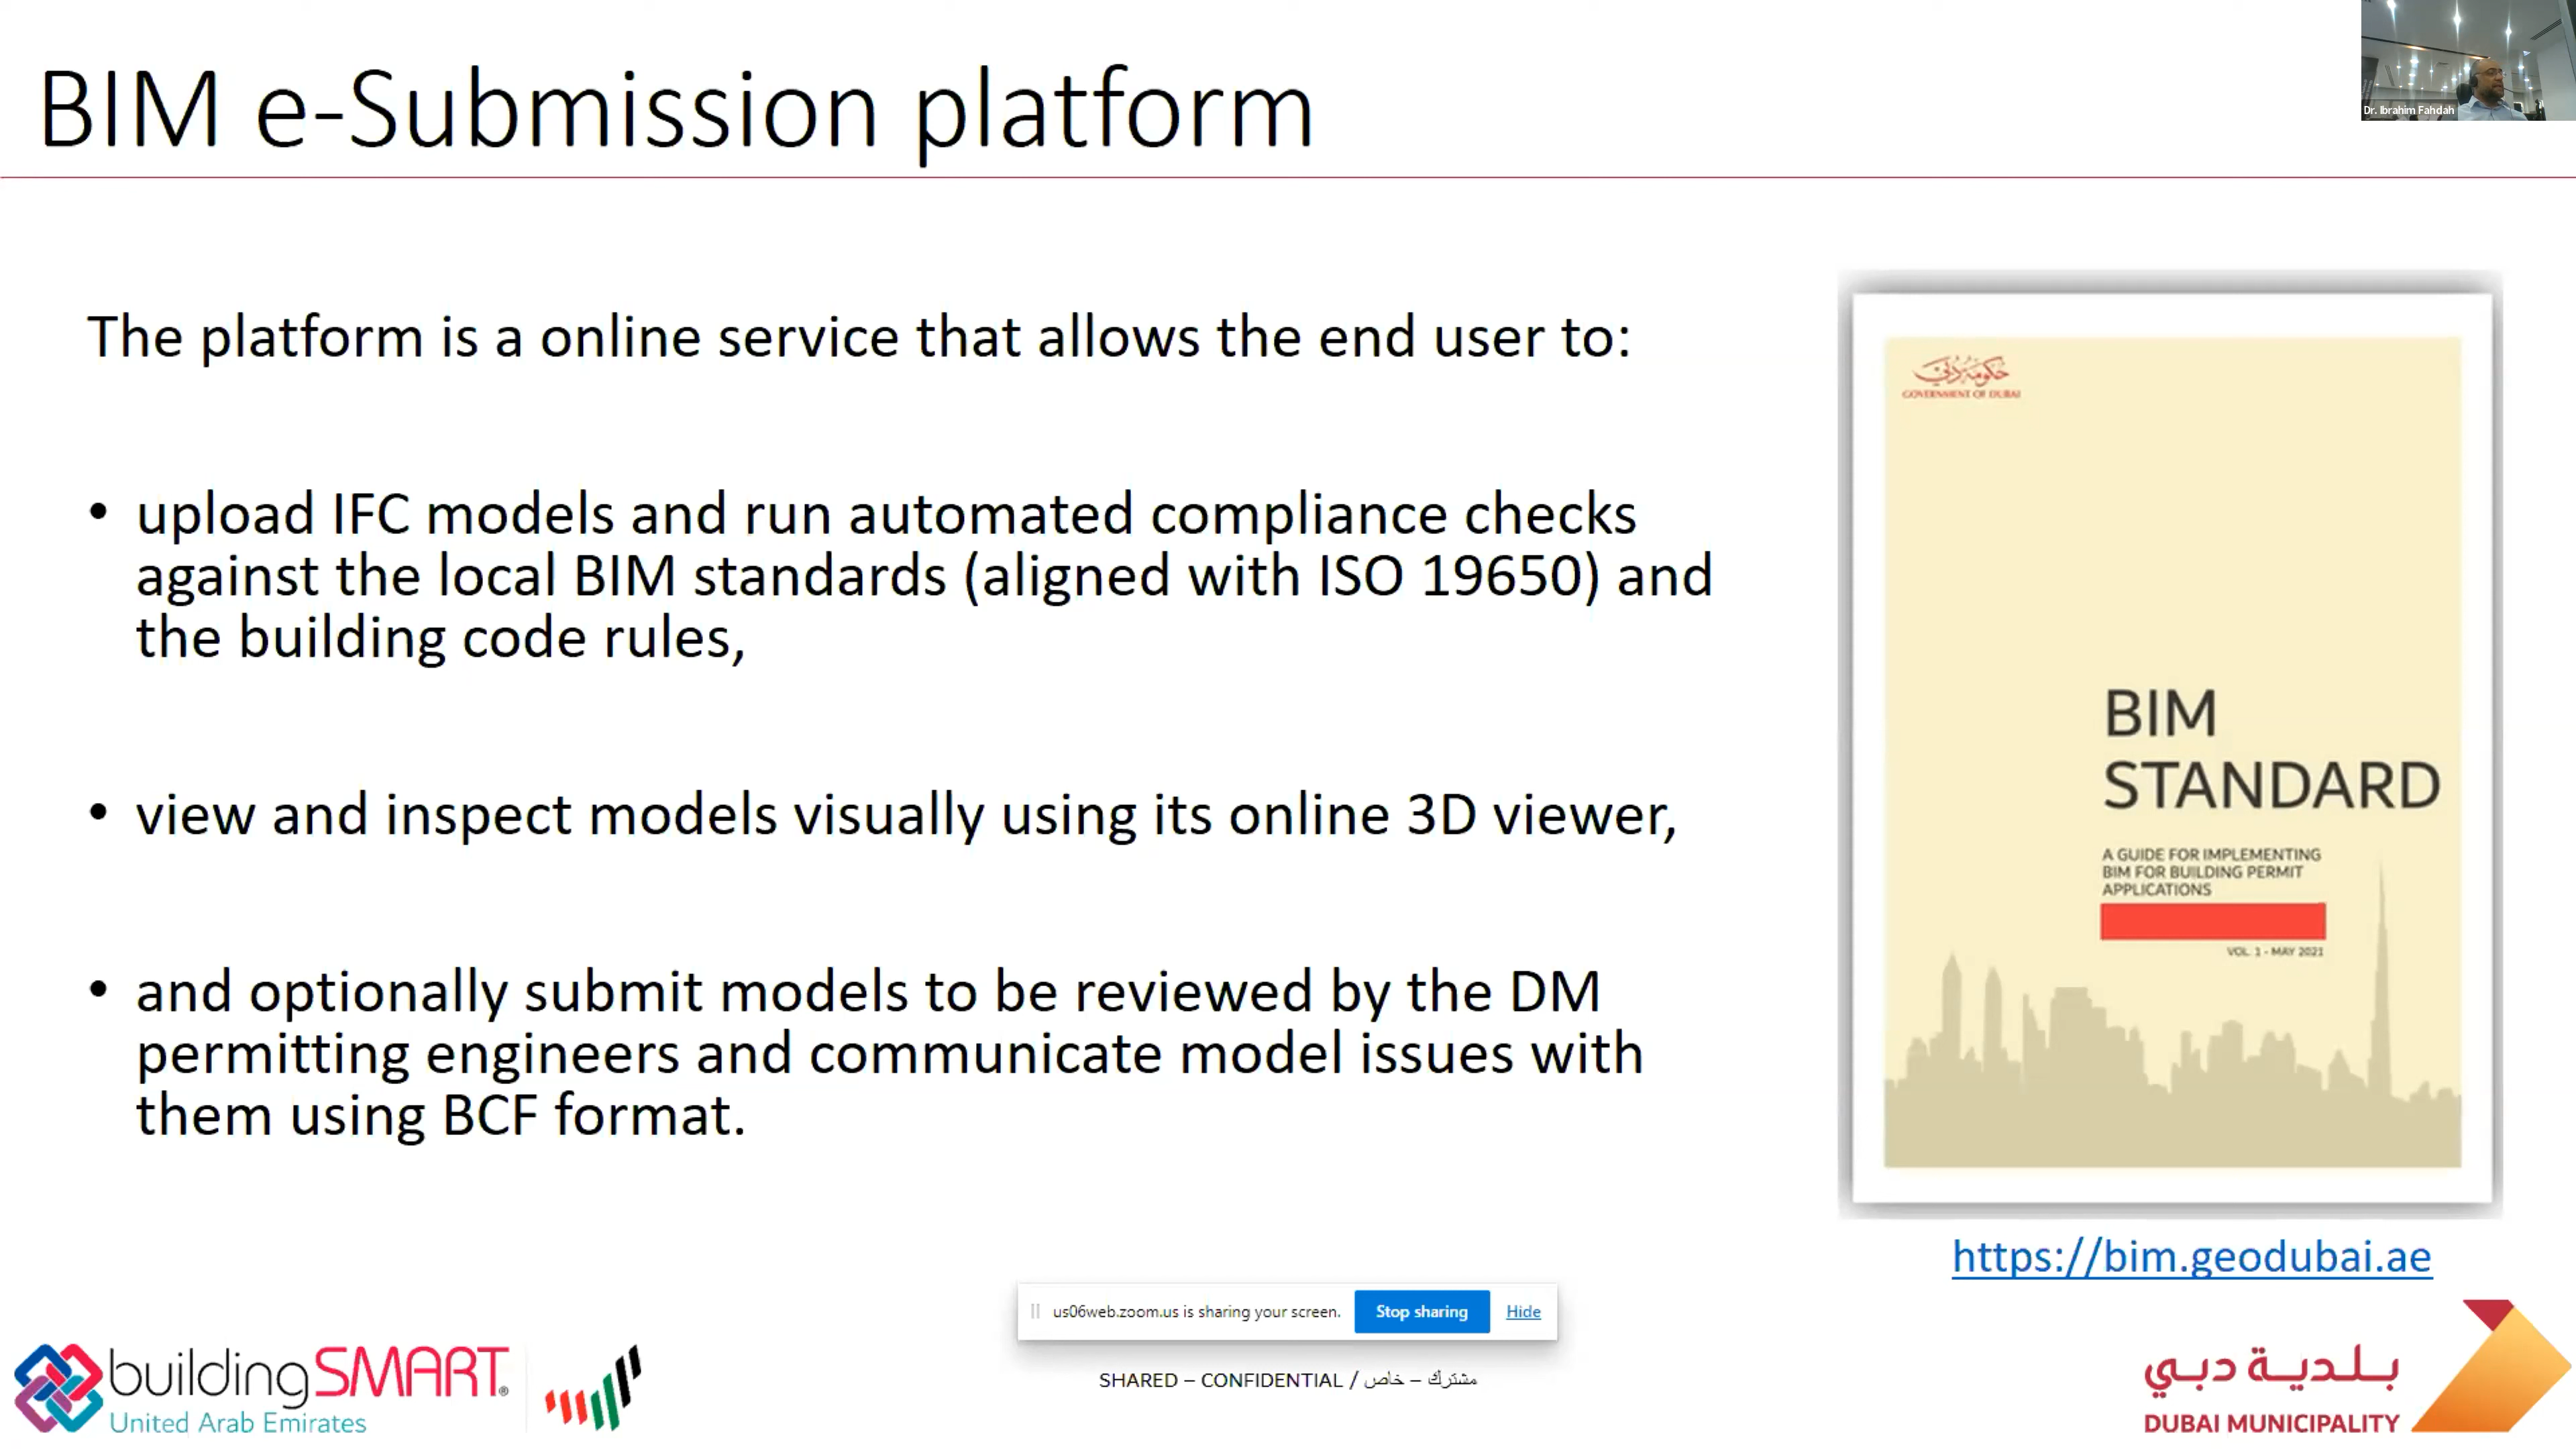 BIM e-Submission platform
Dr. Ibrahim Fahdah
The platform is a online service that allows the end user to:
• upload IFC models and run automated compliance checks
against the local BIM standards (aligned with ISO 19650) and
the building code rules,
• view and inspect models visually using its online 3D viewer,
• and optionally submit models to be reviewed by the DM
permitting engineers and communicate model issues with
them using BCF format.
حكومة دبي
GOVERNMENT OF DUBAI
BIM
STANDARD
A GUIDE FOR IMPLEMENTING
BIM FOR BUILDING PERMIT
APPLICATIONS
VOL. 1 - MAY 2021
https://bim.geodubai.ae
us06web.zoom.us is sharing your screen. Stop sharing Hide
SHARED – CONFIDENTIAL / مشترك – خاص
buildingSMART®
United Arab Emirates
بلدية دبي
DUBAI MUNICIPALITY